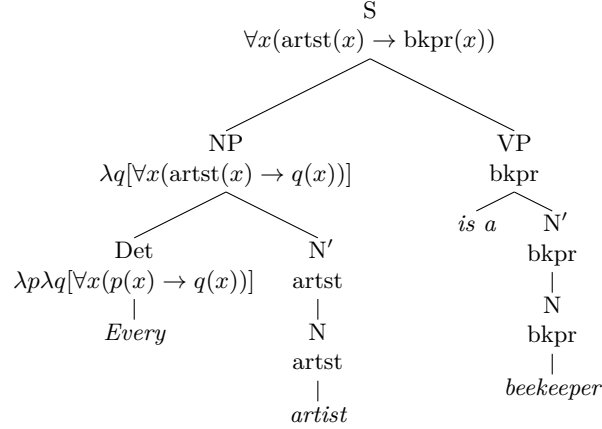 S
∀x(artst(x) → bkpr(x))
NP VP
λq[∀x(artst(x) → q(x))] bkpr
Det N′ is a N′
λpλq[∀x(p(x) → q(x))] artst bkpr
Every N N
artst bkpr
artist beekeeper